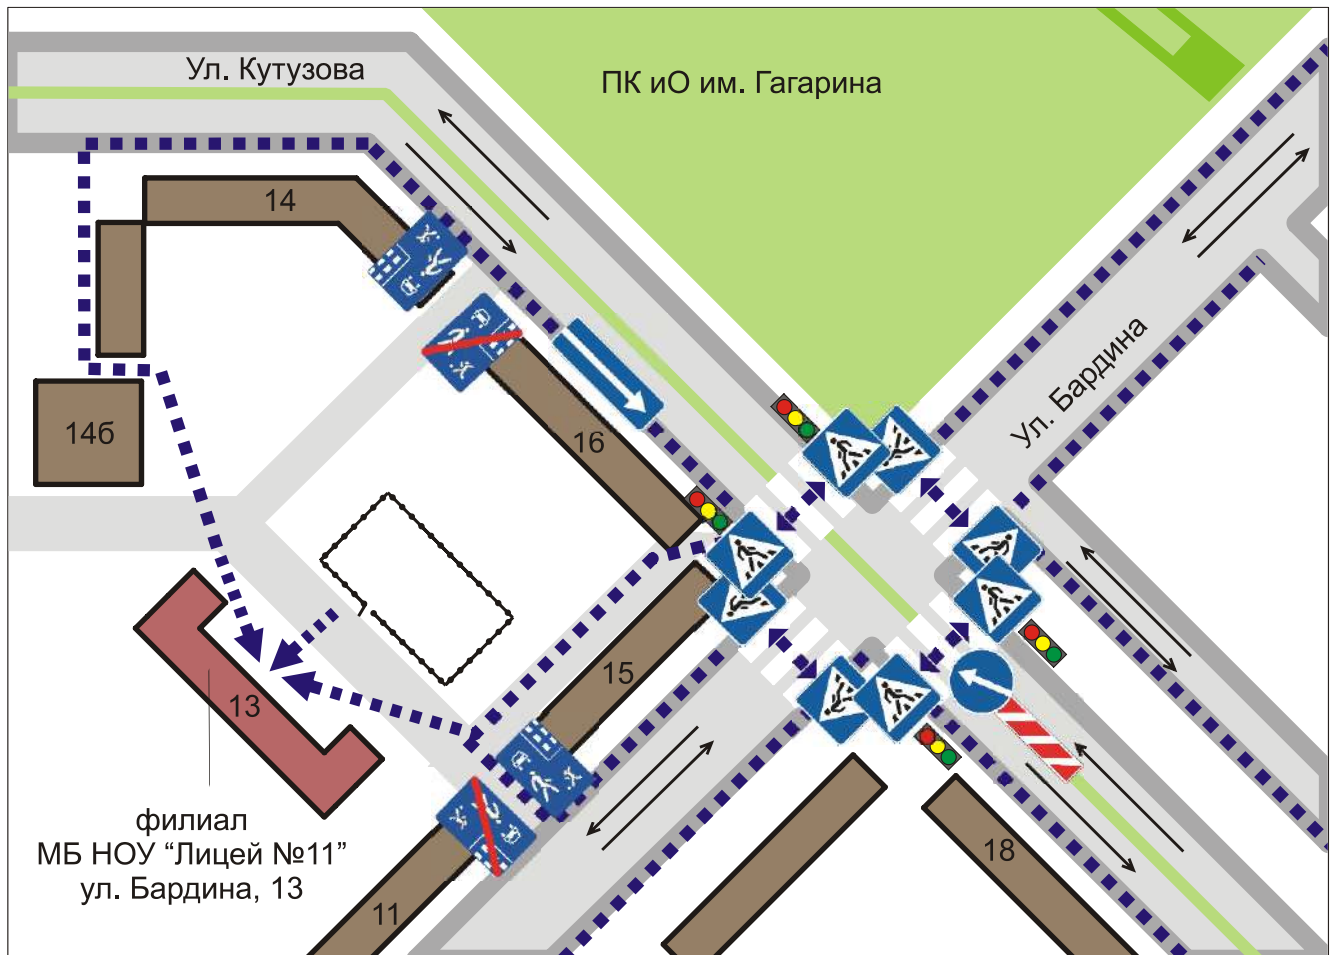 Ул. Кутузова
ПК иО им. Гагарина
14
Ул. Бардина
14б
16
15
13
филиал
МБ НОУ “Лицей №11”
ул. Бардина, 13
18
11